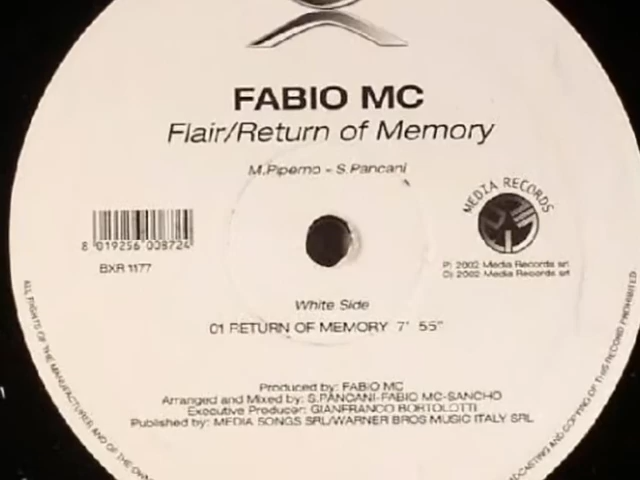 FABIO MC
Flair/Return of Memory
M.Piperno - S.Pancani
MEDIA RECORDS
8 019256 008724
BXR 1177
P) 2002 Media Records srl
C) 2002 Media Records srl
White Side
01 RETURN OF MEMORY 7' 55"
Produced by: FABIO MC
Arranged and Mixed by: S.PANCANI-FABIO MC-SANCHO
Executive Producer: GIANFRANCO BORTOLOTTI
Published by: MEDIA SONGS SRL/WARNER BROS MUSIC ITALY SRL
ALL RIGHTS OF THE MANUFACTURER AND OF THE
BROADCASTING AND COPYING OF THIS RECORD PROHIBITED